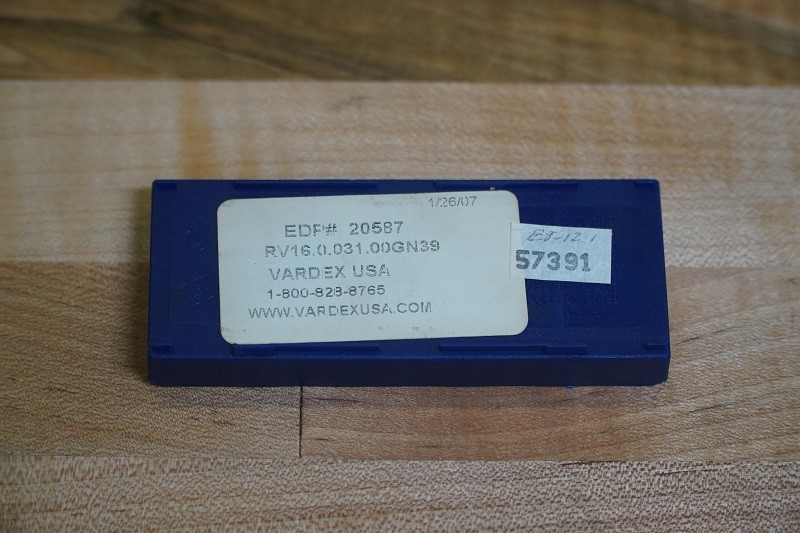 1/26/07
EDP# 20587
RV16.0.031.00GN39
VARDEX USA
1-800-828-8765
WWW.VARDEXUSA.COM
57391